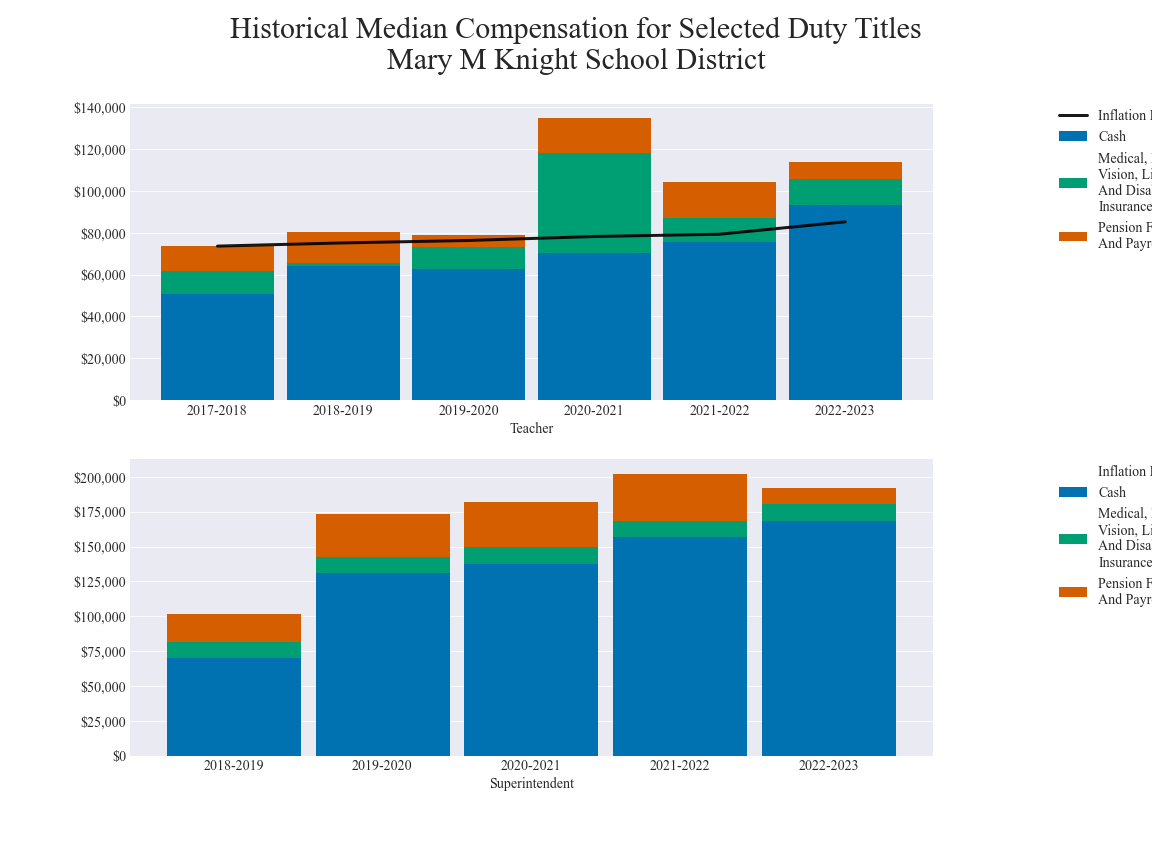 Historical Median Compensation for Selected Duty Titles
Mary M Knight School District
$140,000
$120,000
$100,000
$80,000
$60,000
$40,000
$20,000
$0
2017-2018
2018-2019
2019-2020
2020-2021
2021-2022
2022-2023
Teacher
Inflation
Cash
Medical,
Vision,
And
Insurance
Pension
And
$200,000
$175,000
$150,000
$125,000
$100,000
$75,000
$50,000
$25,000
$0
2018-2019
2019-2020
2020-2021
2021-2022
2022-2023
Superintendent
Inflation
Cash
Medical,
Vision,
And
Insurance
Pension
And